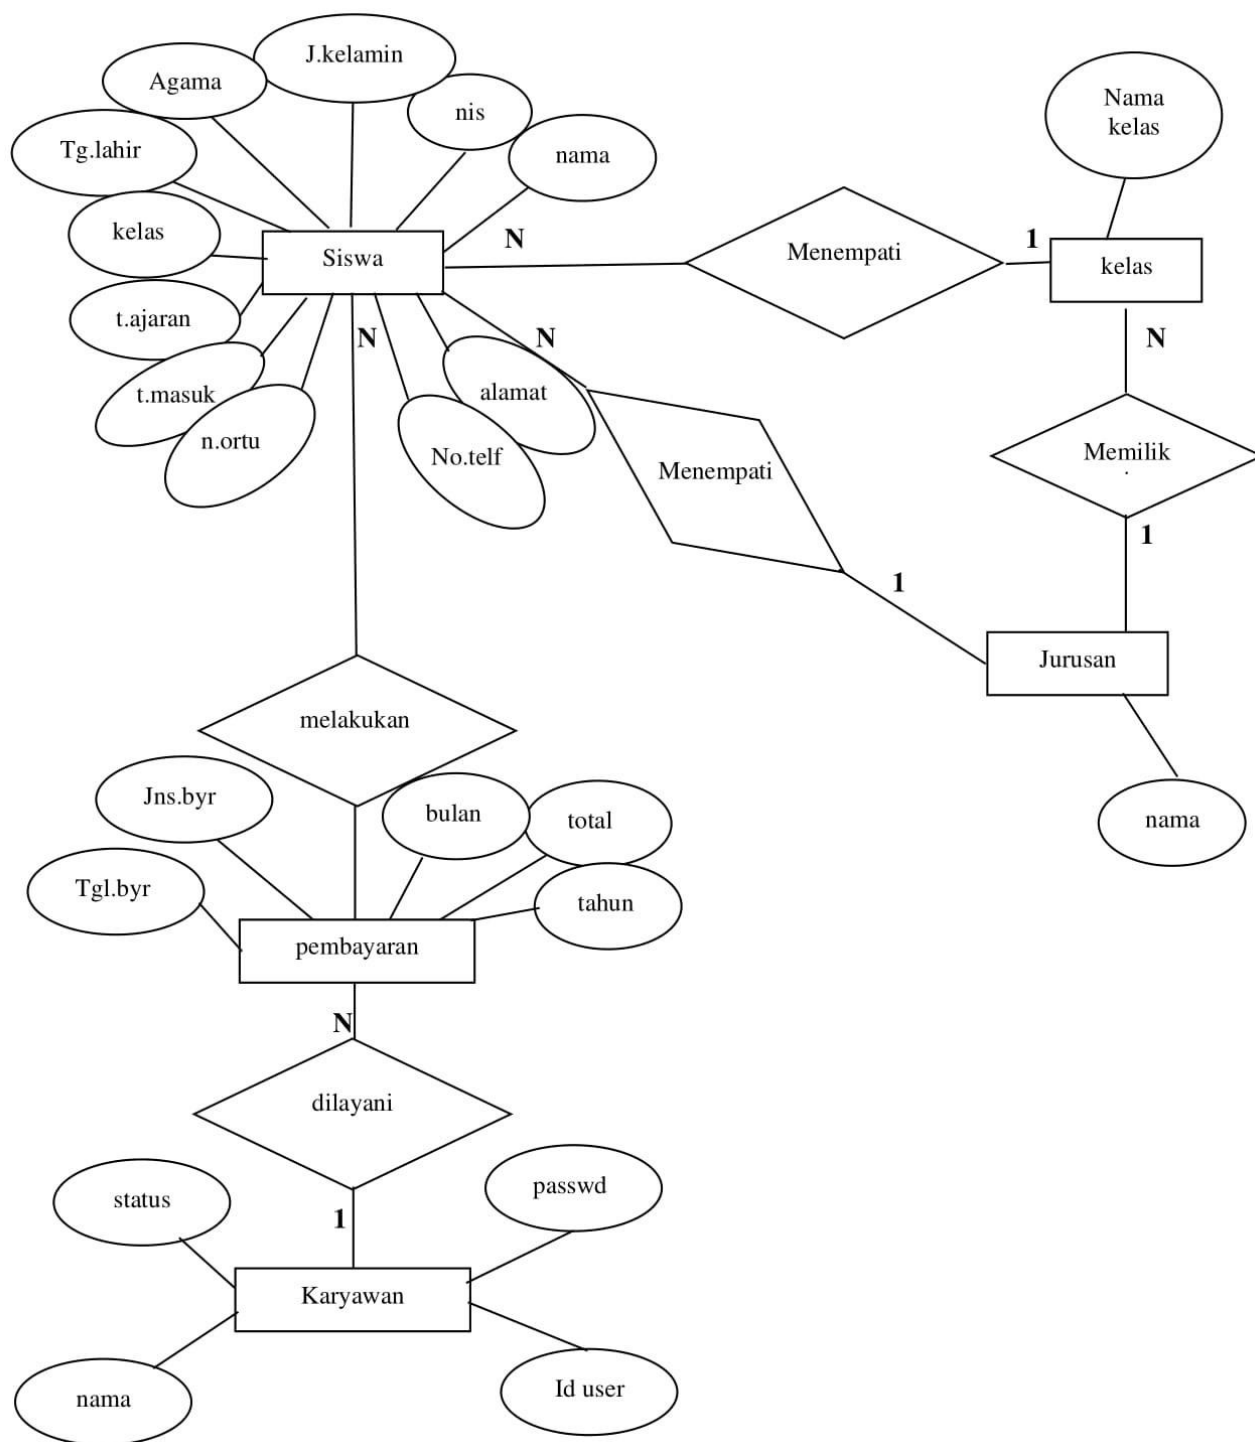 J.kelamin
Agama
nis
Nama
kelas
Tg.lahir
nama
kelas
Siswa
N
Menempati
1
kelas
t.ajaran
N
N
N
t.masuk
alamat
n.ortu
No.telf
Menempati
Memilik
.
1
1
Jurusan
melakukan
Jns.byr
bulan
total
nama
Tgl.byr
tahun
pembayaran
N
dilayani
status
passwd
1
Karyawan
nama
Id user